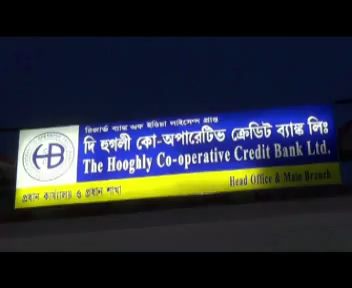 রিজার্ভ ব্যাঙ্ক অফ ইন্ডিয়া লাইসেন্স প্রাপ্ত
দি হুগলী কো-অপারেটিভ ক্রেডিট ব্যাঙ্ক লিঃ
The Hooghly Co-operative Credit Bank Ltd.
Head Office & Main Branch
প্রধান কার্য্যালয় ও প্রধান শাখা
HB